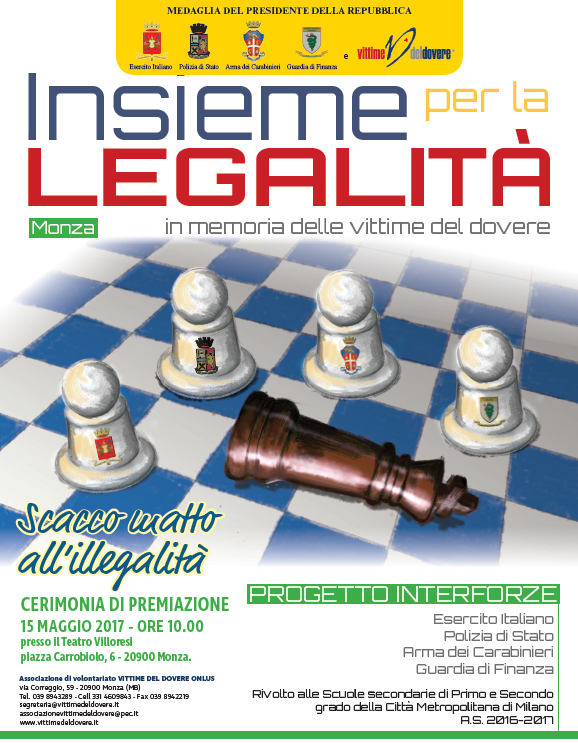 MEDAGLIA DEL PRESIDENTE DELLA REPUBBLICA
Esercito Italiano Polizia di Stato Arma dei Carabinieri Guardia di Finanza e vittime deldovere
Insieme per la
LEGALITÀ
Monza in memoria delle vittime del dovere
Scacco matto
all'illegalità
CERIMONIA DI PREMIAZIONE
15 MAGGIO 2017 - ORE 10.00
presso il Teatro Villoresi
piazza Carrobiolo, 6 - 20900 Monza.
Associazione di volontariato VITTIME DEL DOVERE ONLUS
via Correggio, 59 - 20900 Monza (MB)
Tel. 039 8943289 - Cell 331 4609843 - Fax 039 8942219
segreteria@vittimedeldovere.it
associazionevittimedeldovere@pec.it
www.vittimedeldovere.it
PROGETTO INTERFORZE
Esercito Italiano
Polizia di Stato
Arma dei Carabinieri
Guardia di Finanza
Rivolto alle Scuole secondarie di Primo e Secondo
grado della Città Metropolitana di Milano
A.S. 2016-2017